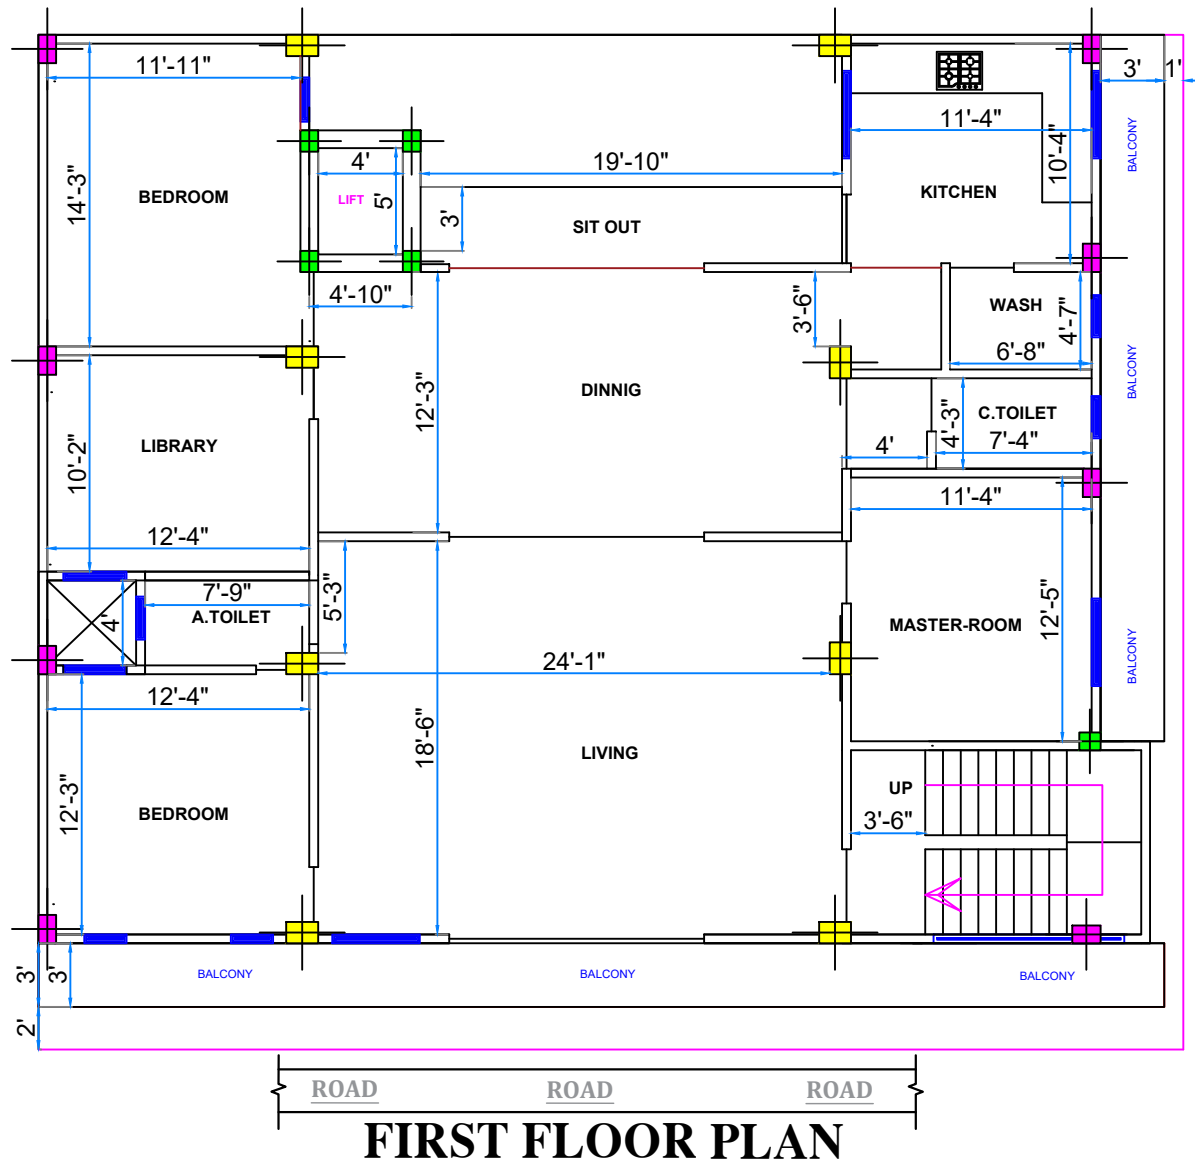 11'-11"
3'
1'
11'-4"
10'-4"
BALCONY
4'
19'-10"
14'-3"
BEDROOM
LIFT
5'
3'
SIT OUT
KITCHEN
4'-10"
3'-6"
WASH
4'-7"
6'-8"
BALCONY
DINNIG
12'-3"
C.TOILET
4'-3"
7'-4"
4'
LIBRARY
10'-2"
12'-4"
11'-4"
7'-9"
A.TOILET
4'
5'-3"
MASTER-ROOM
12'-5"
BALCONY
24'-1"
12'-4"
18'-6"
LIVING
UP
3'-6"
12'-3"
BEDROOM
3'
3'
BALCONY
BALCONY
BALCONY
2'
ROAD
ROAD
ROAD
FIRST FLOOR PLAN